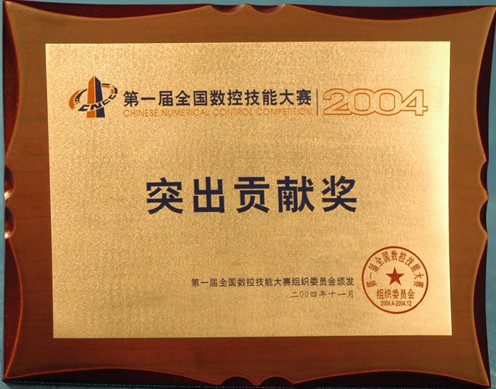 CNCC
第一届全国数控技能大赛 2004
CHINESE NUMERICAL CONTROL COMPETITION
突出贡献奖
第一届全国数控技能大赛组织委员会颁发
二00四年十一月
第一届全国数控技能大赛
组织委员会
2004.4-2004.12